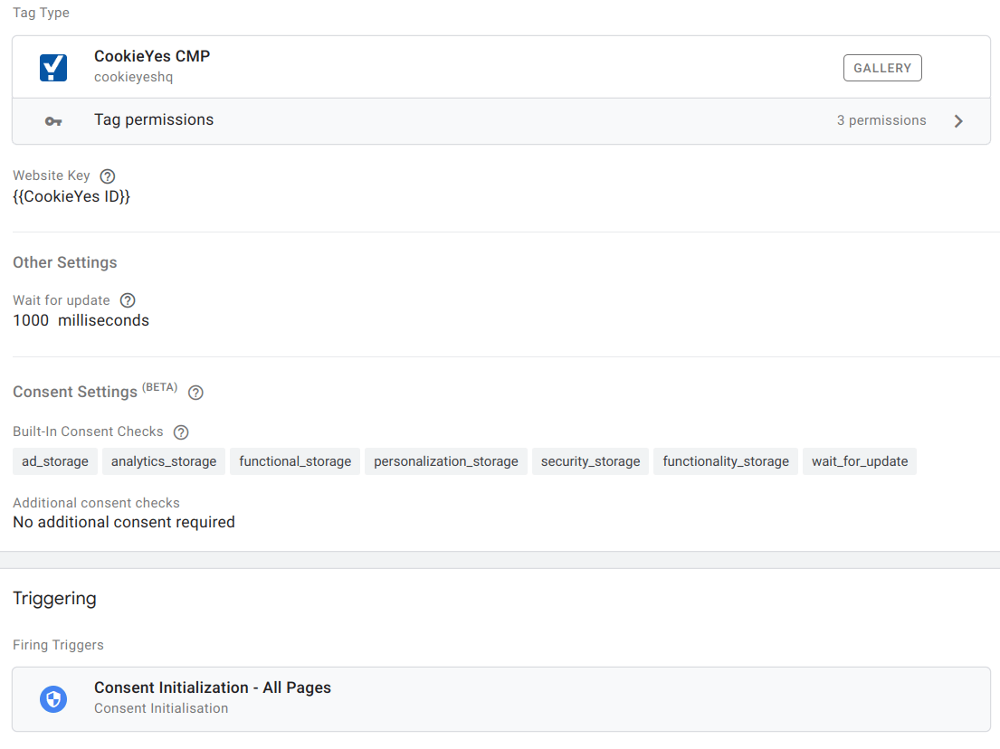 Tag Type
CookieYes CMP
cookieyeshq
GALLERY
Tag permissions
3 permissions
Website Key
{{CookieYes ID}}
Other Settings
Wait for update
1000 milliseconds
Consent Settings (BETA)
Built-In Consent Checks
ad_storage analytics_storage functional_storage personalization_storage security_storage functionality_storage wait_for_update
Additional consent checks
No additional consent required
Triggering
Firing Triggers
Consent Initialization - All Pages
Consent Initialisation